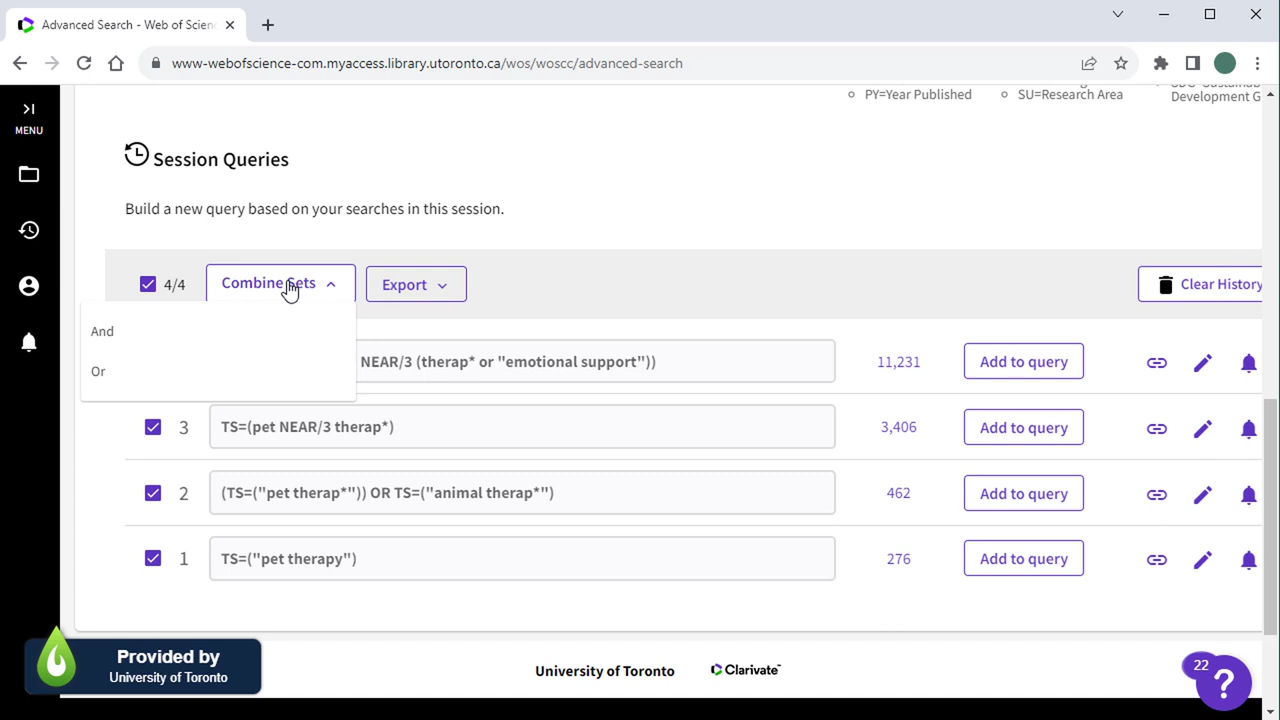 Advanced Search - Web of Scien
www-webofscience-com.myaccess.library.utoronto.ca/wos/woscc/advanced-search
MENU
PY=Year Published
SU=Research Area
Development G
Session Queries
Build a new query based on your searches in this session.
4/4
Combine Sets
Export
Clear History
And
Or
NEAR/3 (therap* or "emotional support"))
11,231
Add to query
3
TS=(pet NEAR/3 therap*)
3,406
Add to query
2
(TS=("pet therap*")) OR TS=("animal therap*")
462
Add to query
1
TS=("pet therapy")
276
Add to query
Provided by
University of Toronto
University of Toronto
Clarivate
22
?